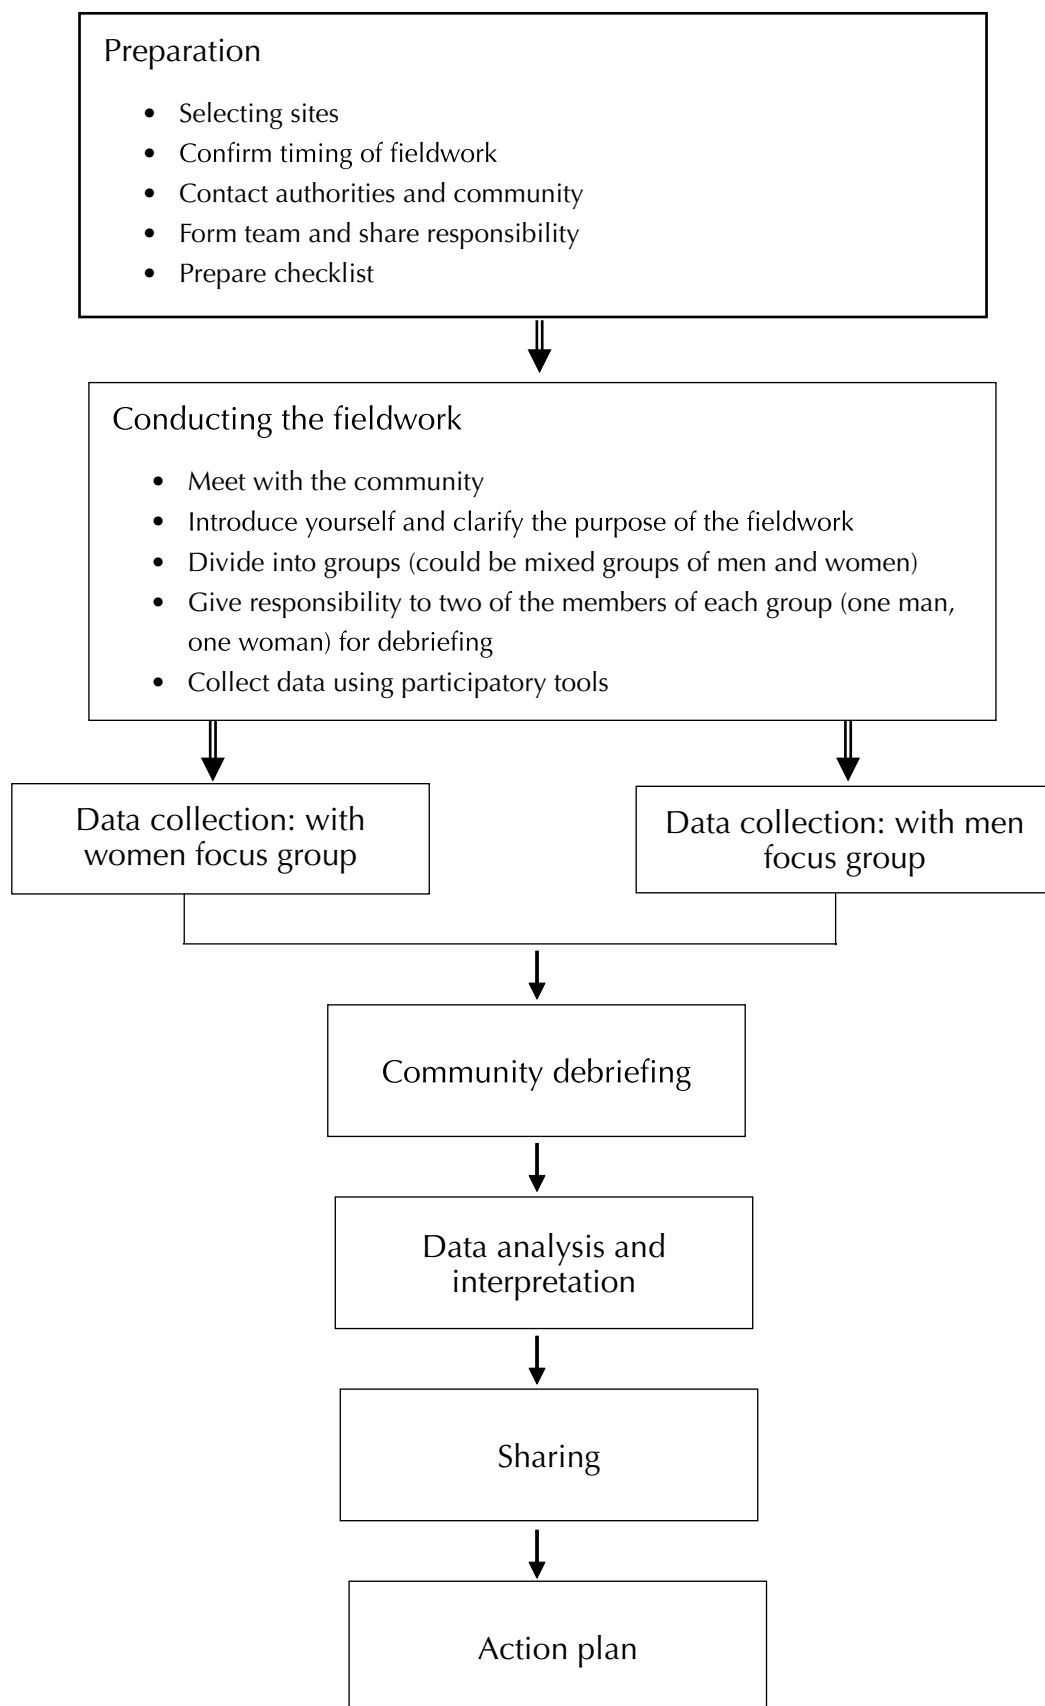 Preparation
• Selecting sites
• Confirm timing of fieldwork
• Contact authorities and community
• Form team and share responsibility
• Prepare checklist
Conducting the fieldwork
• Meet with the community
• Introduce yourself and clarify the purpose of the fieldwork
• Divide into groups (could be mixed groups of men and women)
• Give responsibility to two of the members of each group (one man,
one woman) for debriefing
• Collect data using participatory tools
Data collection: with
women focus group
Data collection: with men
focus group
Community debriefing
Data analysis and
interpretation
Sharing
Action plan